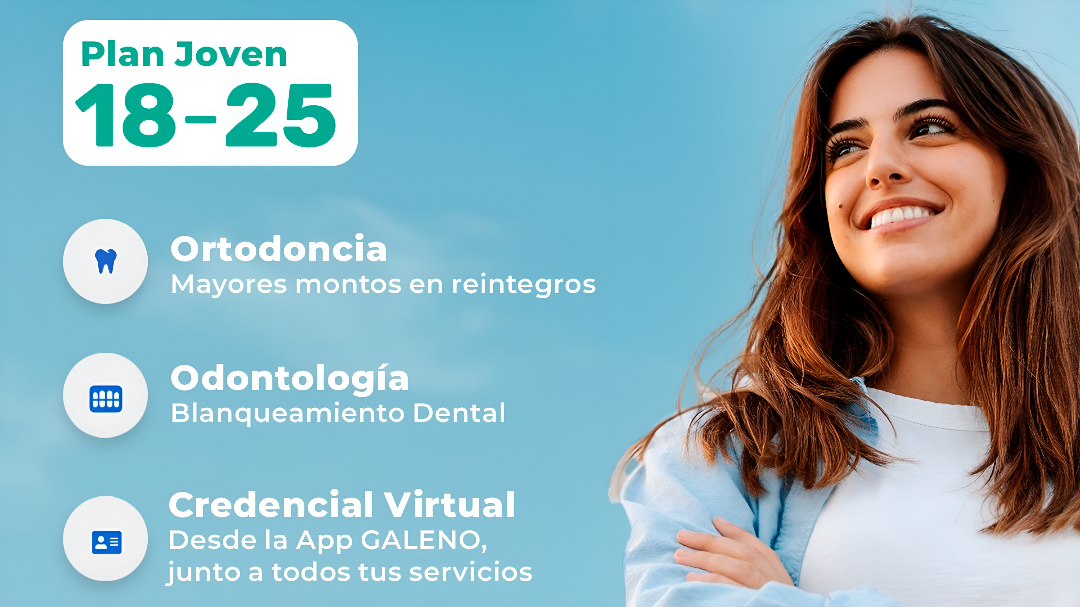 Plan Joven
18-25
Ortodoncia
Mayores montos en reintegros
Odontología
Blanqueamiento Dental
Credencial Virtual
Desde la App GALENO,
junto a todos tus servicios